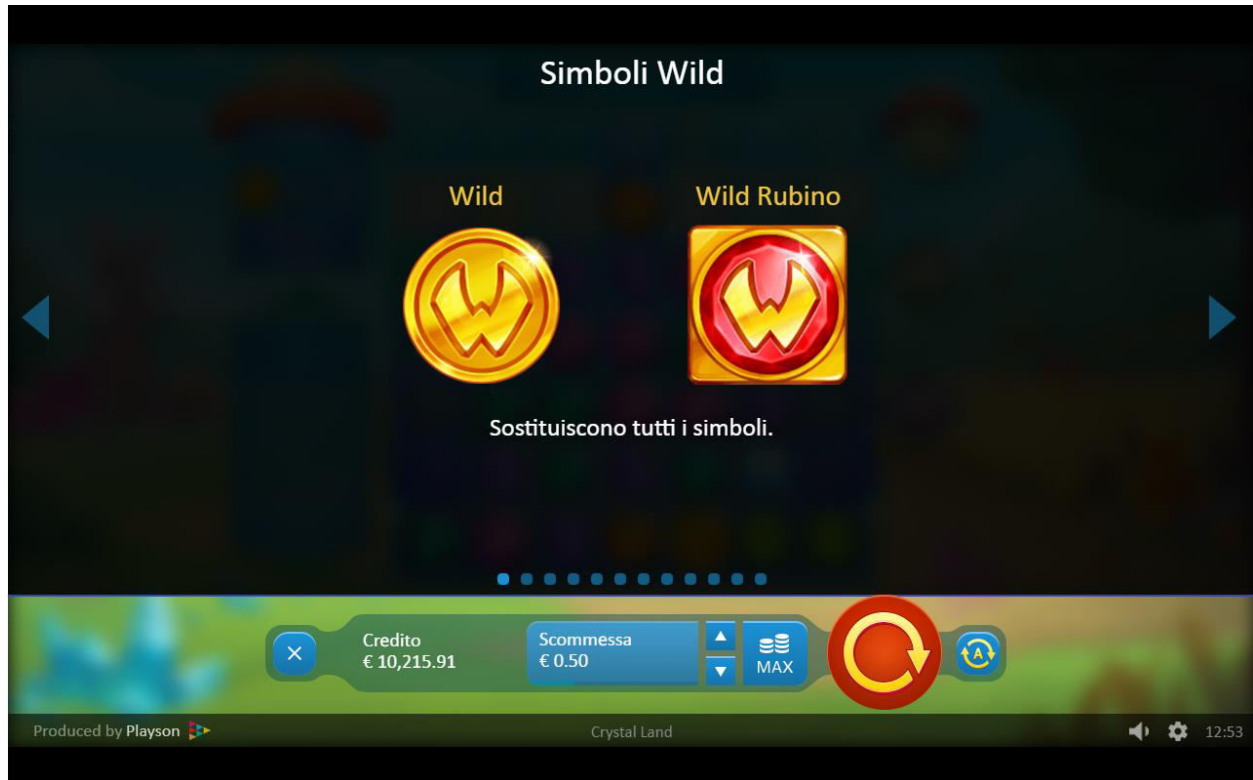 Simboli Wild
Wild
Wild Rubino
W
W
Sostituiscono tutti i simboli.
Credito
€ 10,215.91
Scommessa
€ 0.50
MAX
A
Produced by Playson
Crystal Land
12:53